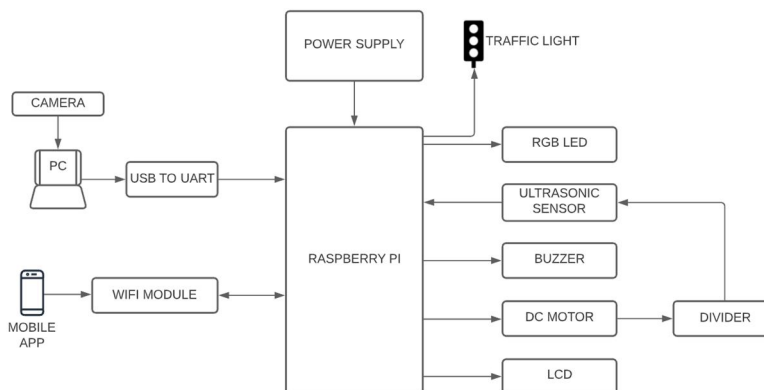 POWER SUPPLY
TRAFFIC LIGHT
CAMERA
PC
USB TO UART
RGB LED
ULTRASONIC
SENSOR
RASPBERRY PI
BUZZER
WIFI MODULE
MOBILE
APP
DC MOTOR
DIVIDER
LCD